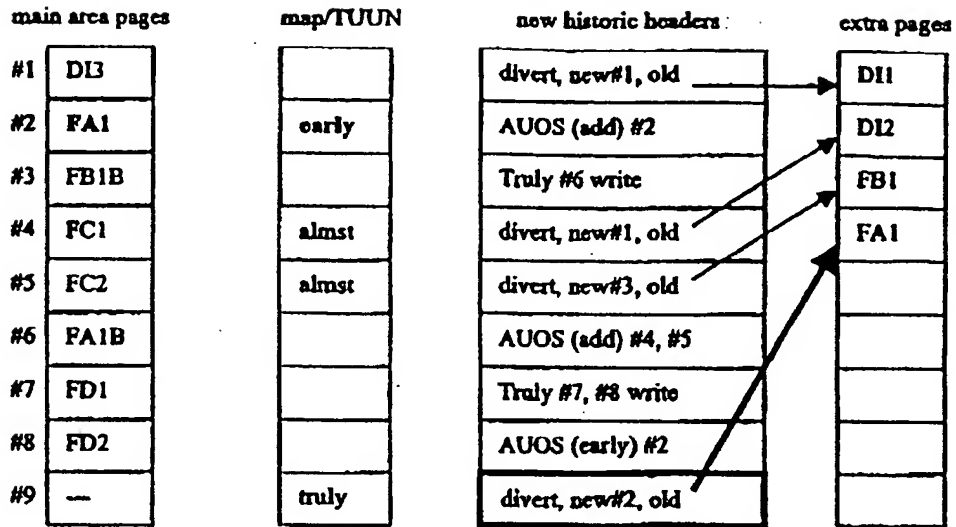 main area pages map/TUUN new historic headers : extra pages
#1 DI3 divert, new#1, old DI1
#2 FA1 early AUOS (add) #2 DI2
#3 FB1B Truly #6 write FB1
#4 FC1 almst divert, new#1, old FA1
#5 FC2 almst divert, new#3, old
#6 FA1B AUOS (add) #4, #5
#7 FD1 Truly #7, #8 write
#8 FD2 AUOS (early) #2
#9 — truly divert, new#2, old